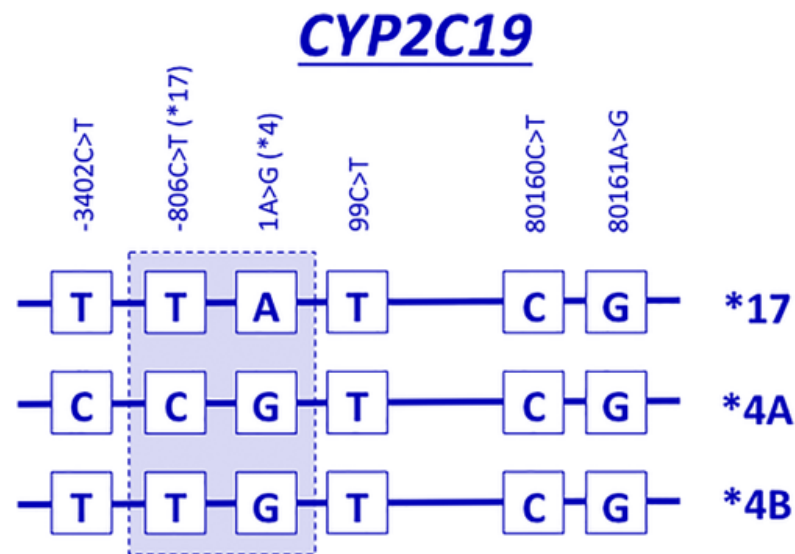 CYP2C19
-3402C>T
-806C>T (*17)
1A>G (*4)
99C>T
80160C>T
80161A>G
T T A T C G *17
C C G T C G *4A
T T G T C G *4B